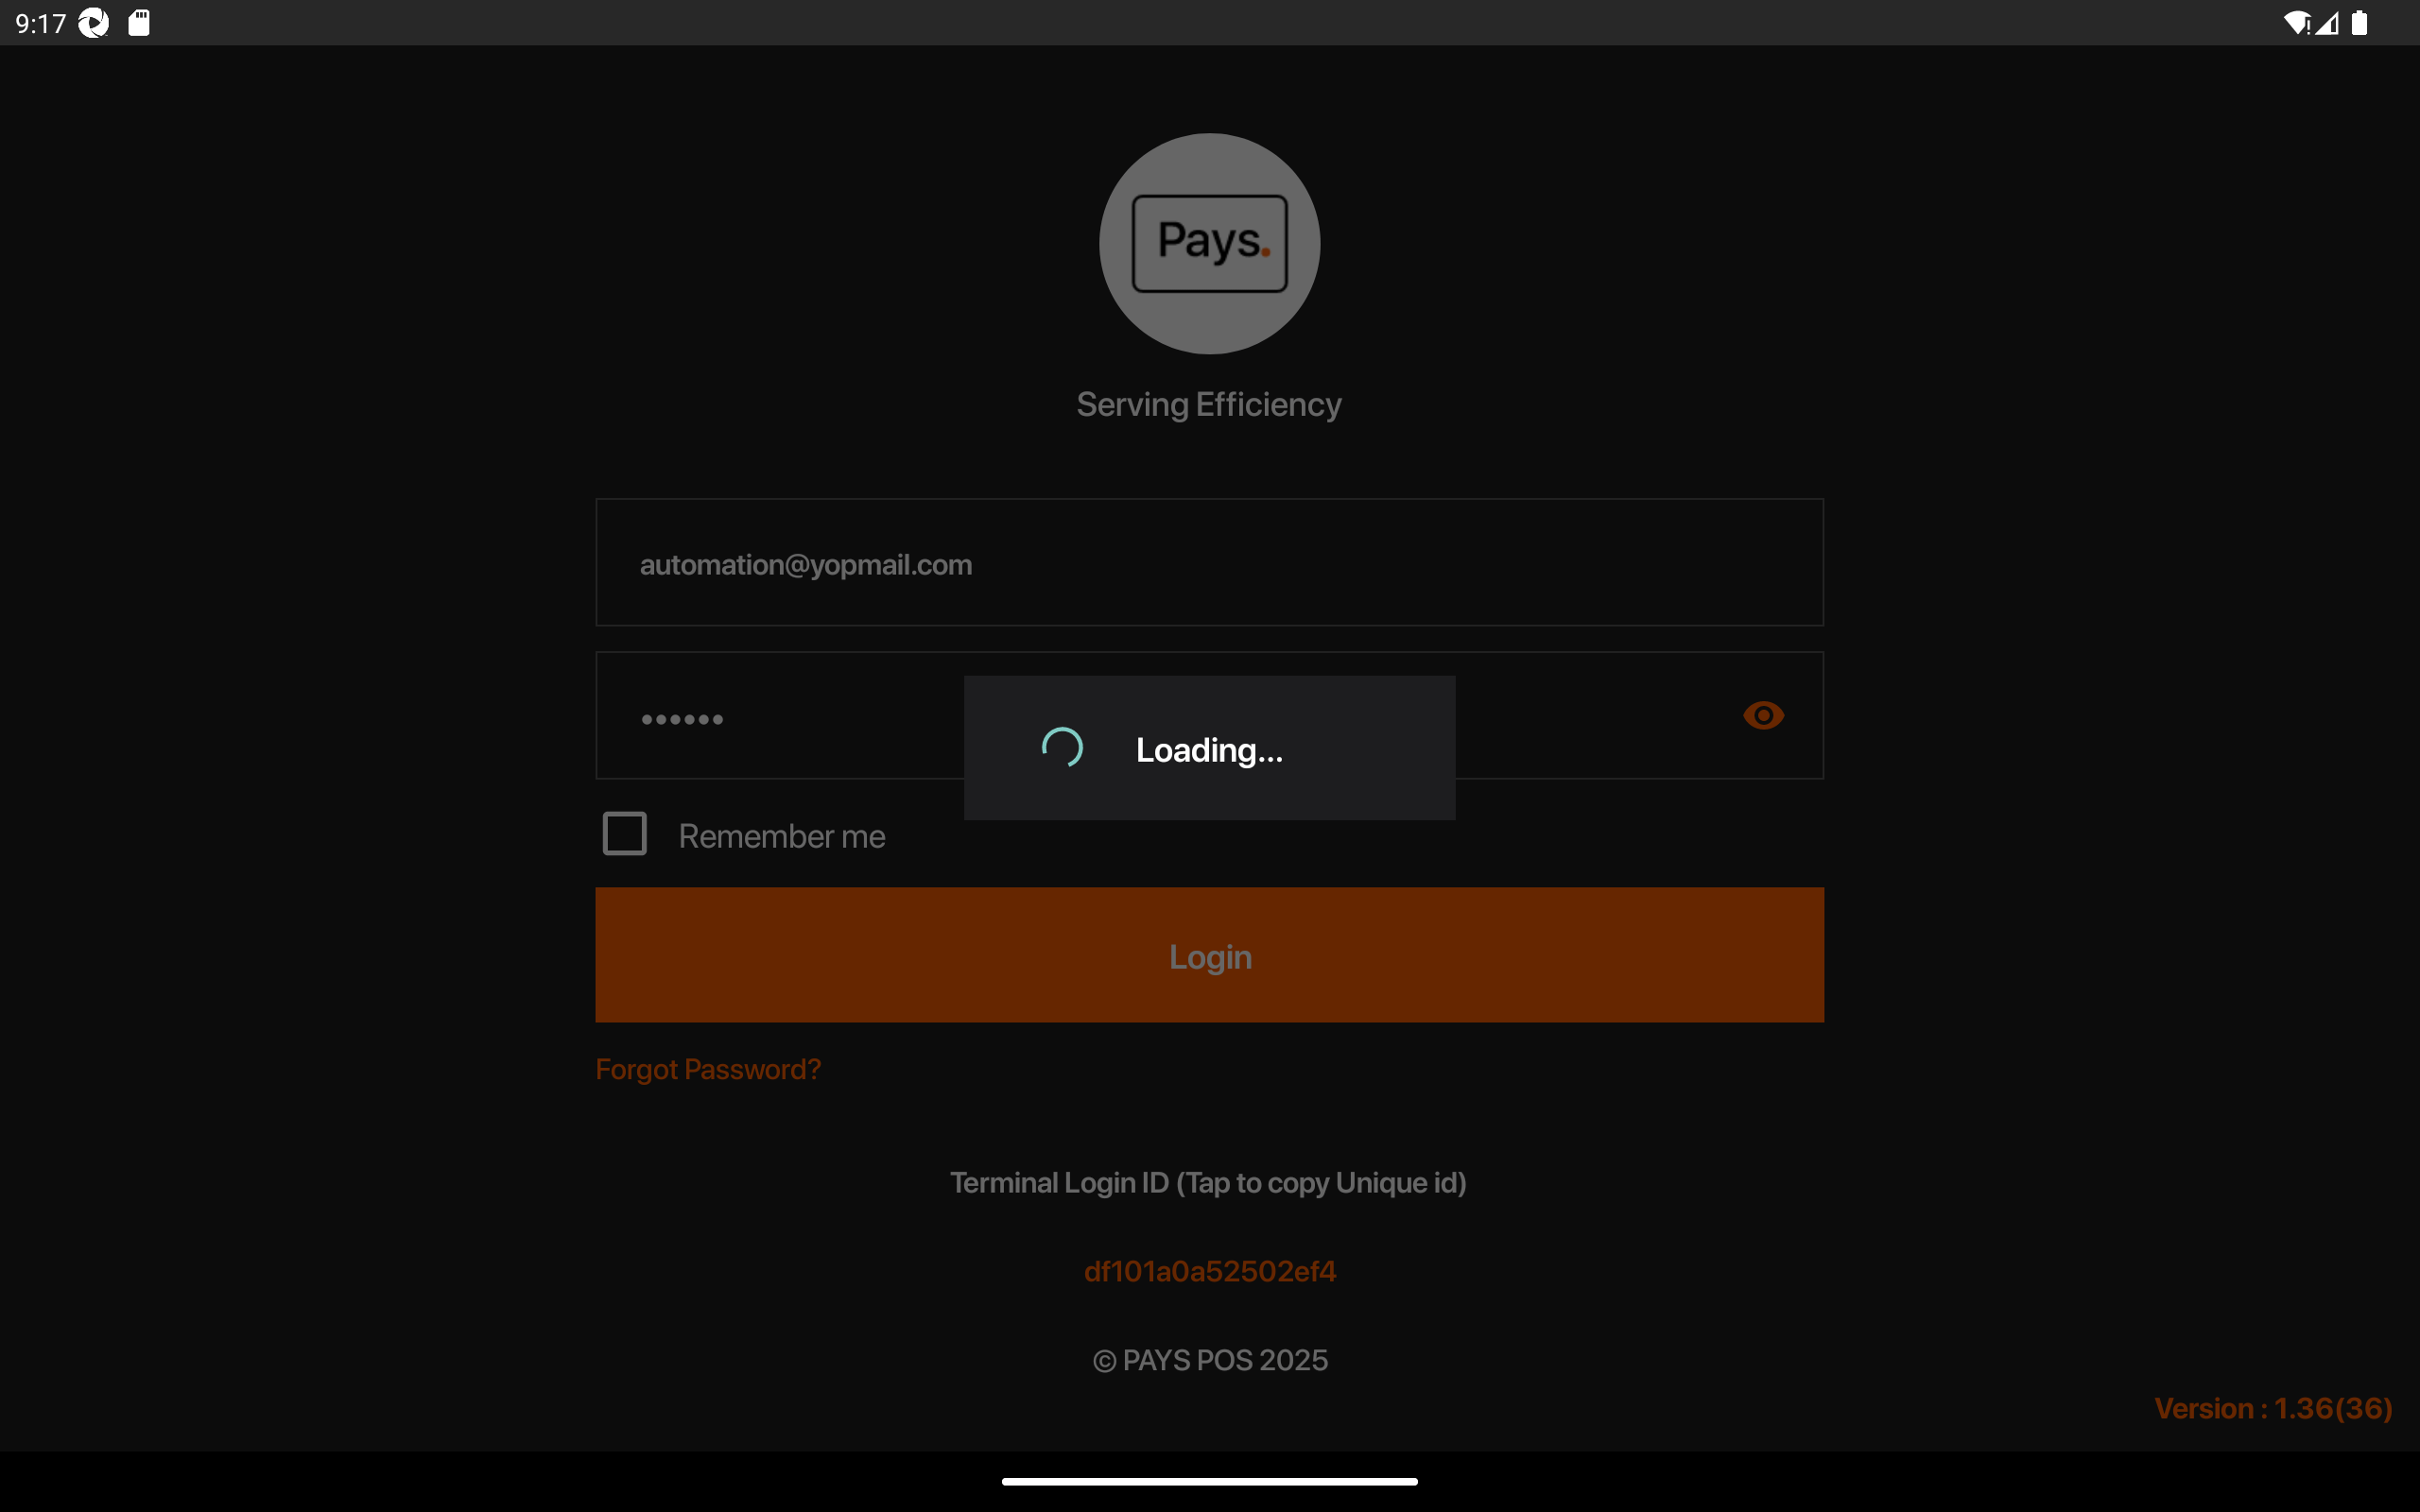 9:17
Pays.
Serving Efficiency
automation@yopmail.com
••••••
Loading...
Remember me
Login
Forgot Password?
Terminal Login ID (Tap to copy Unique id)
df101a0a52502ef4
© PAYS POS 2025
Version : 1.36(36)